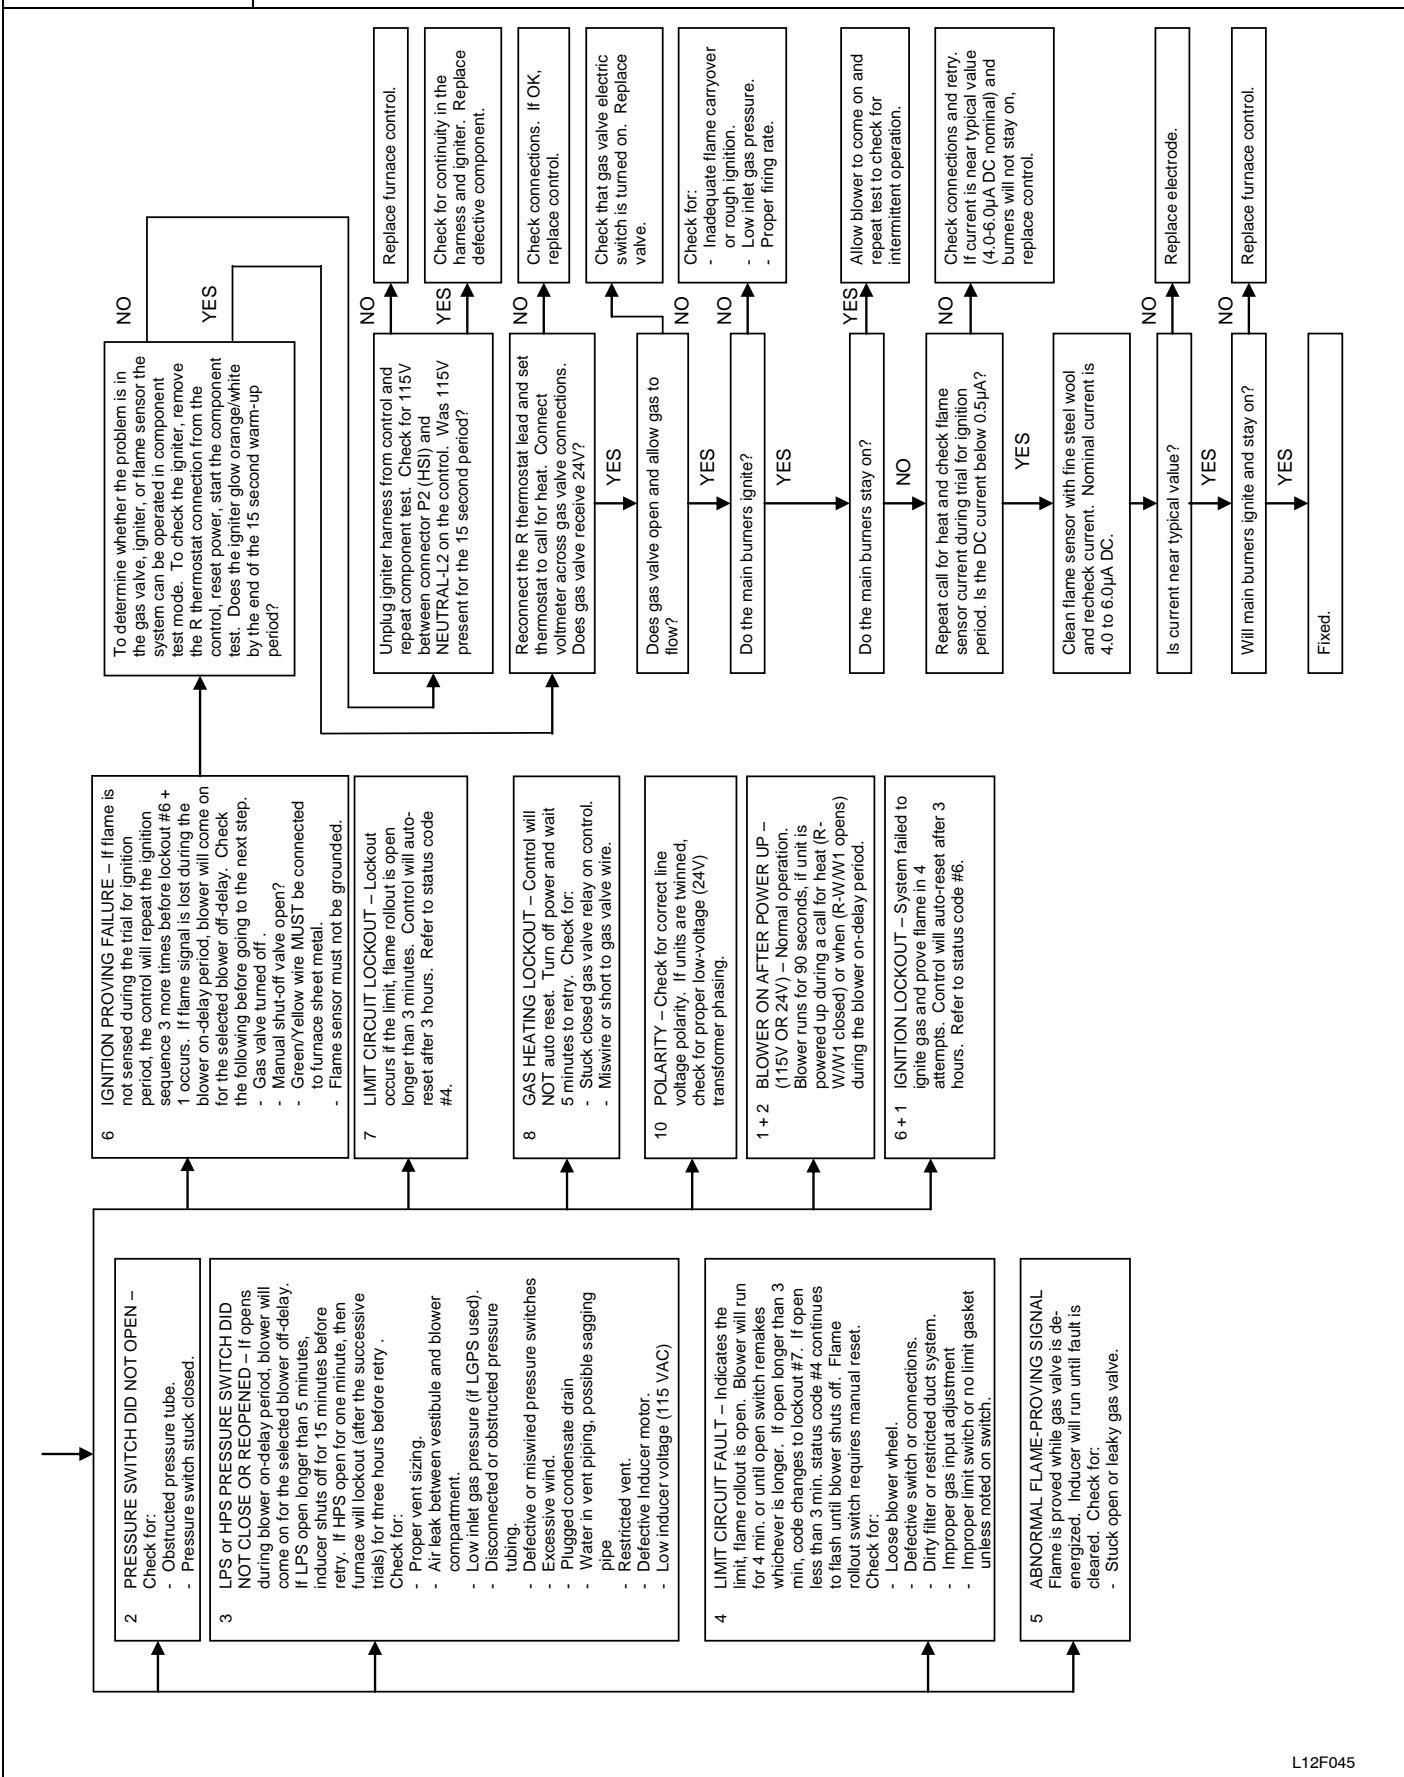 2 PRESSURE SWITCH DID NOT OPEN –
Check for:
- Obstructed pressure tube.
- Pressure switch stuck closed.
3 LPS or HPS PRESSURE SWITCH DID
NOT CLOSE OR REOPENED – If opens
during blower on-delay period, blower will
come on for the selected blower off-delay.
If LPS open longer than 5 minutes,
inducer shuts off for 15 minutes before
retry. If HPS open for one minute, then
furnace will lockout (after the successive
trials) for three hours before retry .
Check for:
- Proper vent sizing.
- Air leak between vestibule and blower
compartment.
- Low inlet gas pressure (if LGPS used).
- Disconnected or obstructed pressure
tubing.
- Defective or miswired pressure switches
- Excessive wind.
- Plugged condensate drain
- Water in vent piping, possible sagging
pipe
- Restricted vent.
- Defective Inducer motor.
- Low inducer voltage (115 VAC)
4 LIMIT CIRCUIT FAULT – Indicates the
limit, flame rollout is open. Blower will run
for 4 min. or until open switch remakes
whichever is longer. If open longer than 3
min, code changes to lockout #7. If open
less than 3 min. status code #4 continues
to flash until blower shuts off. Flame
rollout switch requires manual reset.
Check for:
- Loose blower wheel.
- Defective switch or connections.
- Dirty filter or restricted duct system.
- Improper gas input adjustment
- Improper limit switch or no limit gasket
unless noted on switch.
5 ABNORMAL FLAME-PROVING SIGNAL
Flame is proved while gas valve is de-
energized. Inducer will run until fault is
cleared. Check for:
- Stuck open or leaky gas valve.
6 IGNITION PROVING FAILURE – If flame is
not sensed during the trial for ignition
period, the control will repeat the ignition
sequence 3 more times before lockout #6 +
1 occurs. If flame signal is lost during the
blower on-delay period, blower will come on
for the selected blower off-delay. Check
the following before going to the next step.
- Gas valve turned off .
- Manual shut-off valve open?
- Green/Yellow wire MUST be connected
to furnace sheet metal.
- Flame sensor must not be grounded.
7 LIMIT CIRCUIT LOCKOUT – Lockout
occurs if the limit, flame rollout is open
longer than 3 minutes. Control will auto-
reset after 3 hours. Refer to status code
#4.
8 GAS HEATING LOCKOUT – Control will
NOT auto reset. Turn off power and wait
5 minutes to retry. Check for:
- Stuck closed gas valve relay on control.
- Miswire or short to gas valve wire.
10 POLARITY – Check for correct line
voltage polarity. If units are twinned,
check for proper low-voltage (24V)
transformer phasing.
1 + 2 BLOWER ON AFTER POWER UP –
(115V OR 24V) – Normal operation.
Blower runs for 90 seconds, if unit is
powered up during a call for heat (R-
W/W1 closed) or when (R-W/W1 opens)
during the blower on-delay period.
6 + 1 IGNITION LOCKOUT – System failed to
ignite gas and prove flame in 4
attempts. Control will auto-reset after 3
hours. Refer to status code #6.
To determine whether the problem is in
the gas valve, igniter, or flame sensor the
system can be operated in component
test mode. To check the igniter, remove
the R thermostat connection from the
control, reset power, start the component
test. Does the igniter glow orange/white
by the end of the 15 second warm-up
period?
NO
YES
Unplug igniter harness from control and
repeat component test. Check for 115V
between connector P2 (HSI) and
NEUTRAL-L2 on the control. Was 115V
present for the 15 second period?
NO
Replace furnace control.
YES
Check for continuity in the
harness and igniter. Replace
defective component.
Reconnect the R thermostat lead and set
thermostat to call for heat. Connect
voltmeter across gas valve connections.
Does gas valve receive 24V?
NO
Check connections. If OK,
replace control.
YES
Does gas valve open and allow gas to
flow?
NO
Check that gas valve electric
switch is turned on. Replace
valve.
YES
Do the main burners ignite?
NO
Check for:
- Inadequate flame carryover
or rough ignition.
- Low inlet gas pressure.
- Proper firing rate.
YES
Do the main burners stay on?
YES
Allow blower to come on and
repeat test to check for
intermittent operation.
NO
Repeat call for heat and check flame
sensor current during trial for ignition
period. Is the DC current below 0.5µA?
NO
Check connections and retry.
If current is near typical value
(4.0-6.0µA DC nominal) and
burners will not stay on,
replace control.
YES
Clean flame sensor with fine steel wool
and recheck current. Nominal current is
4.0 to 6.0µA DC.
Is current near typical value?
NO
Replace electrode.
YES
Will main burners ignite and stay on?
NO
Replace furnace control.
YES
Fixed.
L12F045